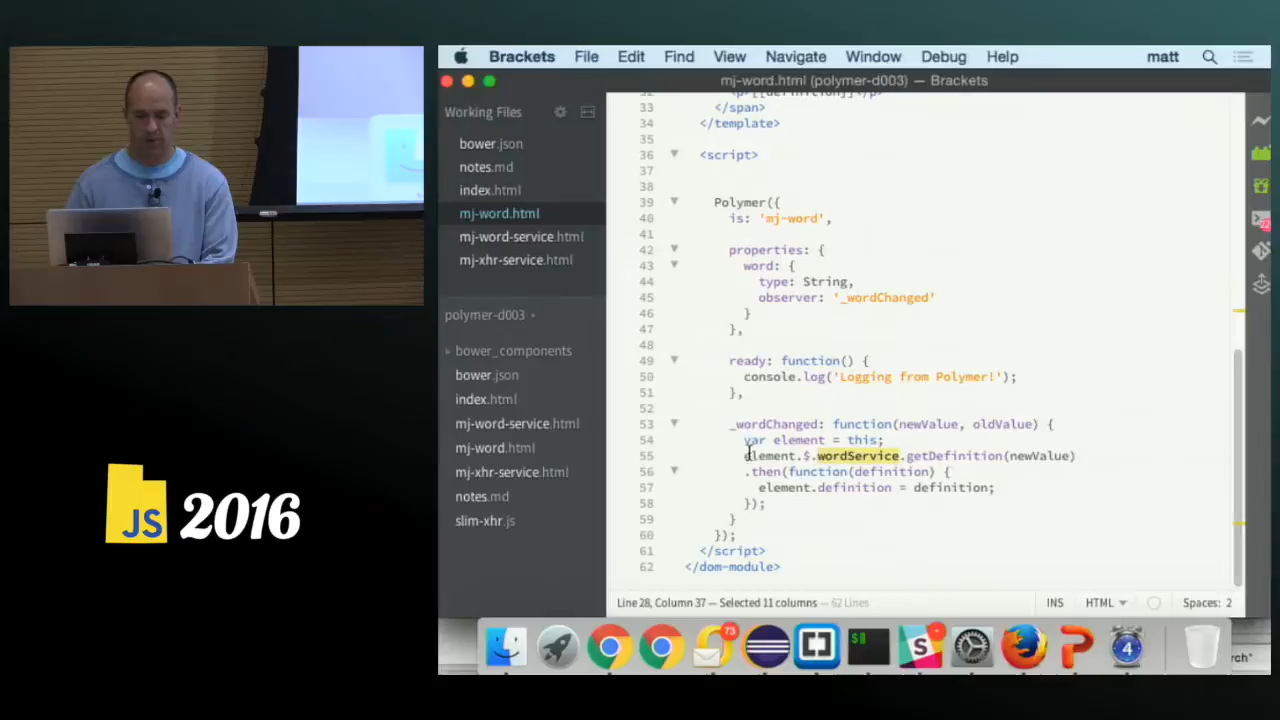 Brackets File Edit Find View Navigate Window Debug Help matt
mj-word.html (polymer-d003) — Brackets
Working Files
bower.json
notes.md
index.html
mj-word.html
mj-word-service.html
mj-xhr-service.html
polymer-d003
bower_components
bower.json
index.html
mj-word-service.html
mj-word.html
mj-xhr-service.html
notes.md
slim-xhr.js
32 <p>[[definition]]</p>
33 </span>
34 </template>
35
36 <script>
37
38
39 Polymer({
40 is: 'mj-word',
41
42 properties: {
43 word: {
44 type: String,
45 observer: '_wordChanged'
46 }
47 },
48
49 ready: function() {
50 console.log('Logging from Polymer!');
51 },
52
53 _wordChanged: function(newValue, oldValue) {
54 var element = this;
55 element.$.wordService.getDefinition(newValue)
56 .then(function(definition) {
57 element.definition = definition;
58 });
59 }
60 });
61 </script>
62 </dom-module>
Line 28, Column 37 — Selected 11 columns — 62 Lines
INS HTML Spaces: 2
73
4
JS 2016